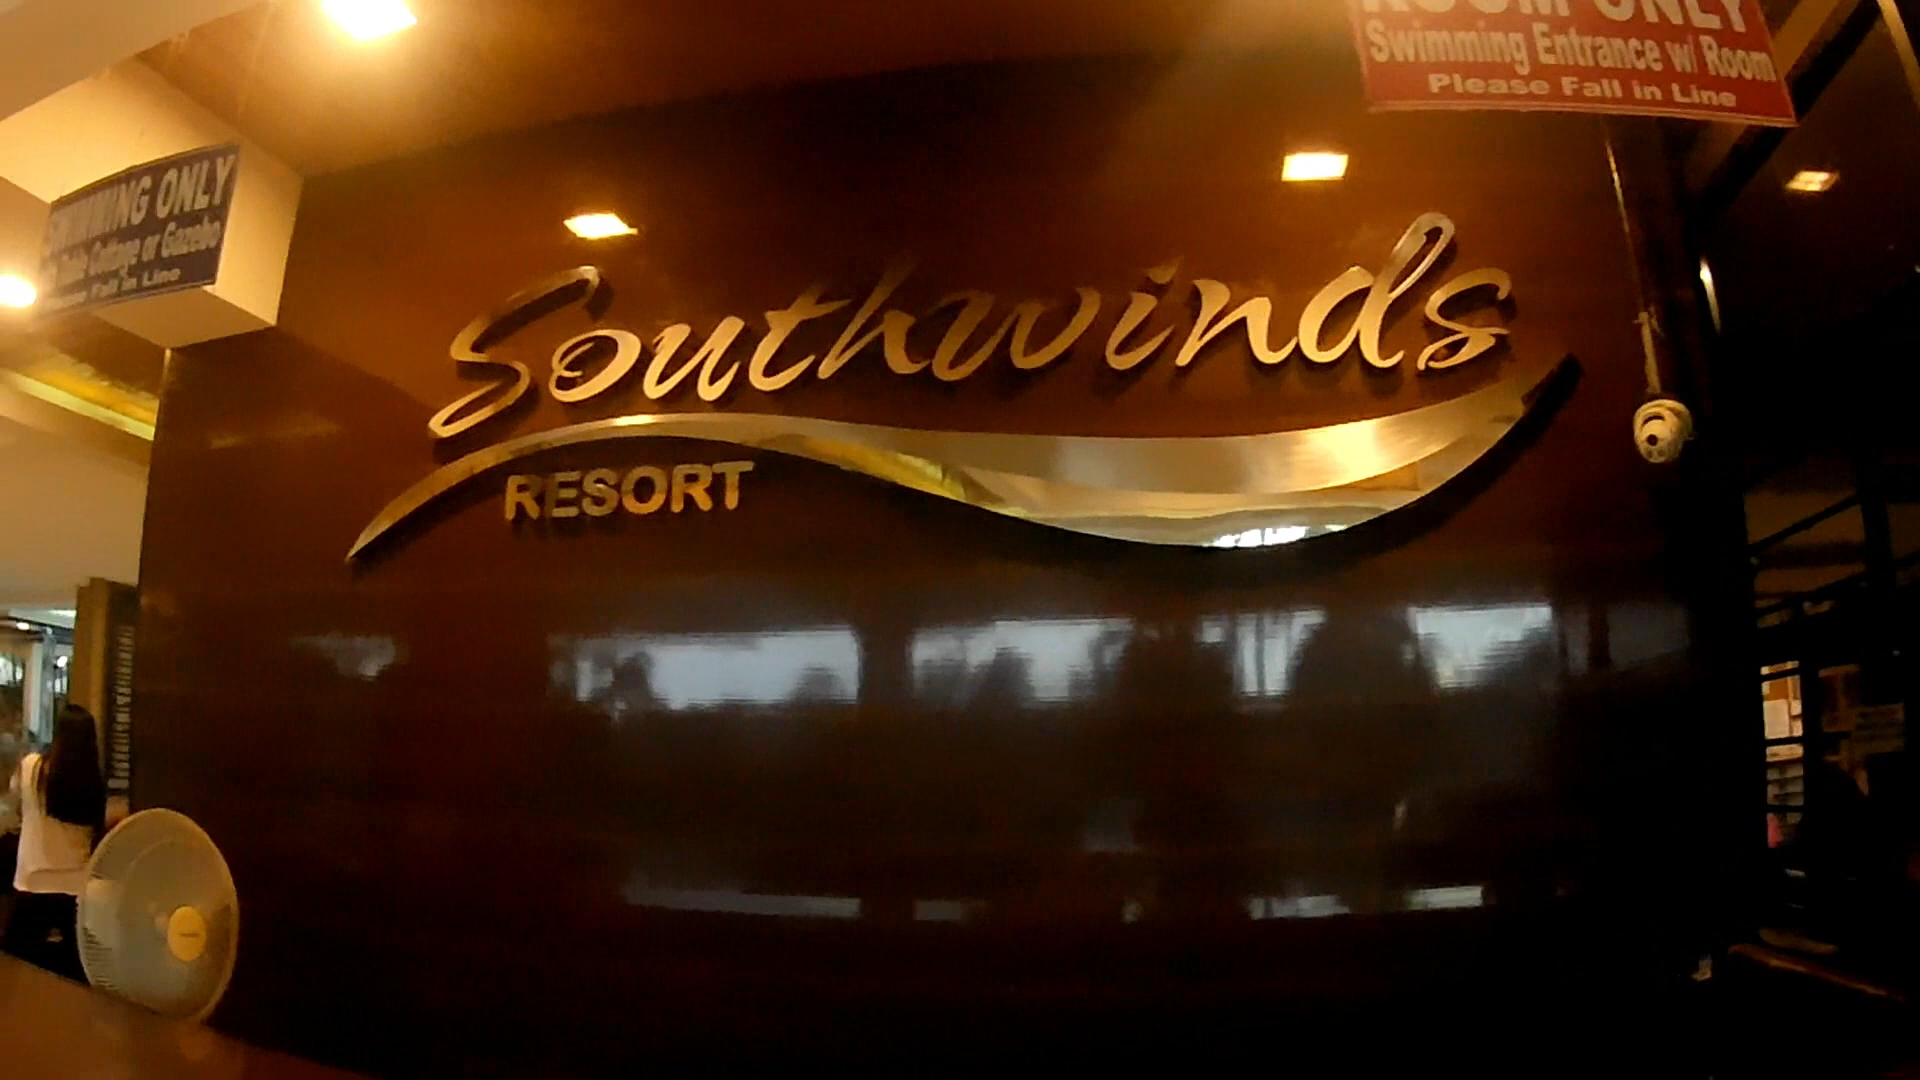 ROOM ONLY
Swimming Entrance w/ Room
Please Fall in Line
SWIMMING ONLY
Cottage or Gazebo
Please Fall in Line
Southwinds
RESORT